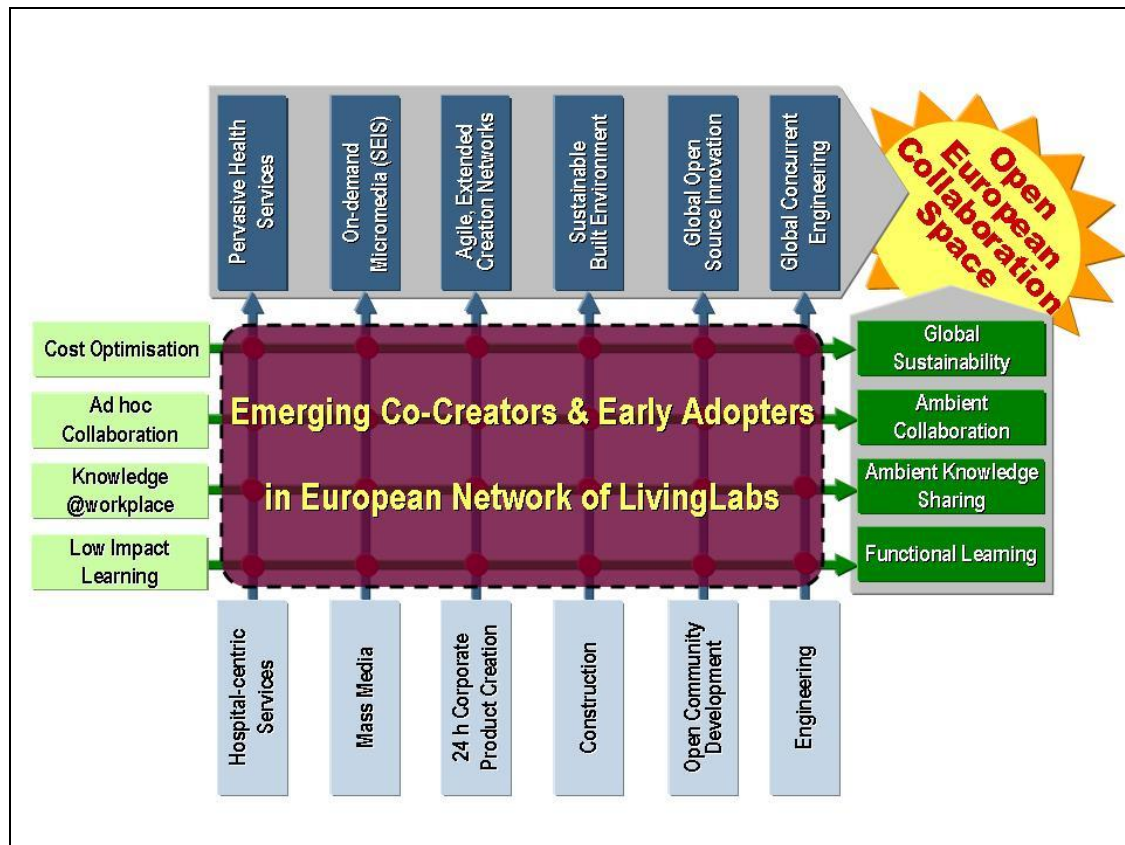 Pervasive Health
Services
On-demand
Micromedia (SEIS)
Agile, Extended
Creation Networks
Sustainable
Built Environment
Global Open
Source Innovation
Global Concurrent
Engineering
Open
European
Collaboration
Space
Cost Optimisation
Ad hoc
Collaboration
Knowledge
@workplace
Low Impact
Learning
Emerging Co-Creators & Early Adopters
in European Network of LivingLabs
Global
Sustainability
Ambient
Collaboration
Ambient Knowledge
Sharing
Functional Learning
Hospital-centric
Services
Mass Media
24 h Corporate
Product Creation
Construction
Open Community
Development
Engineering